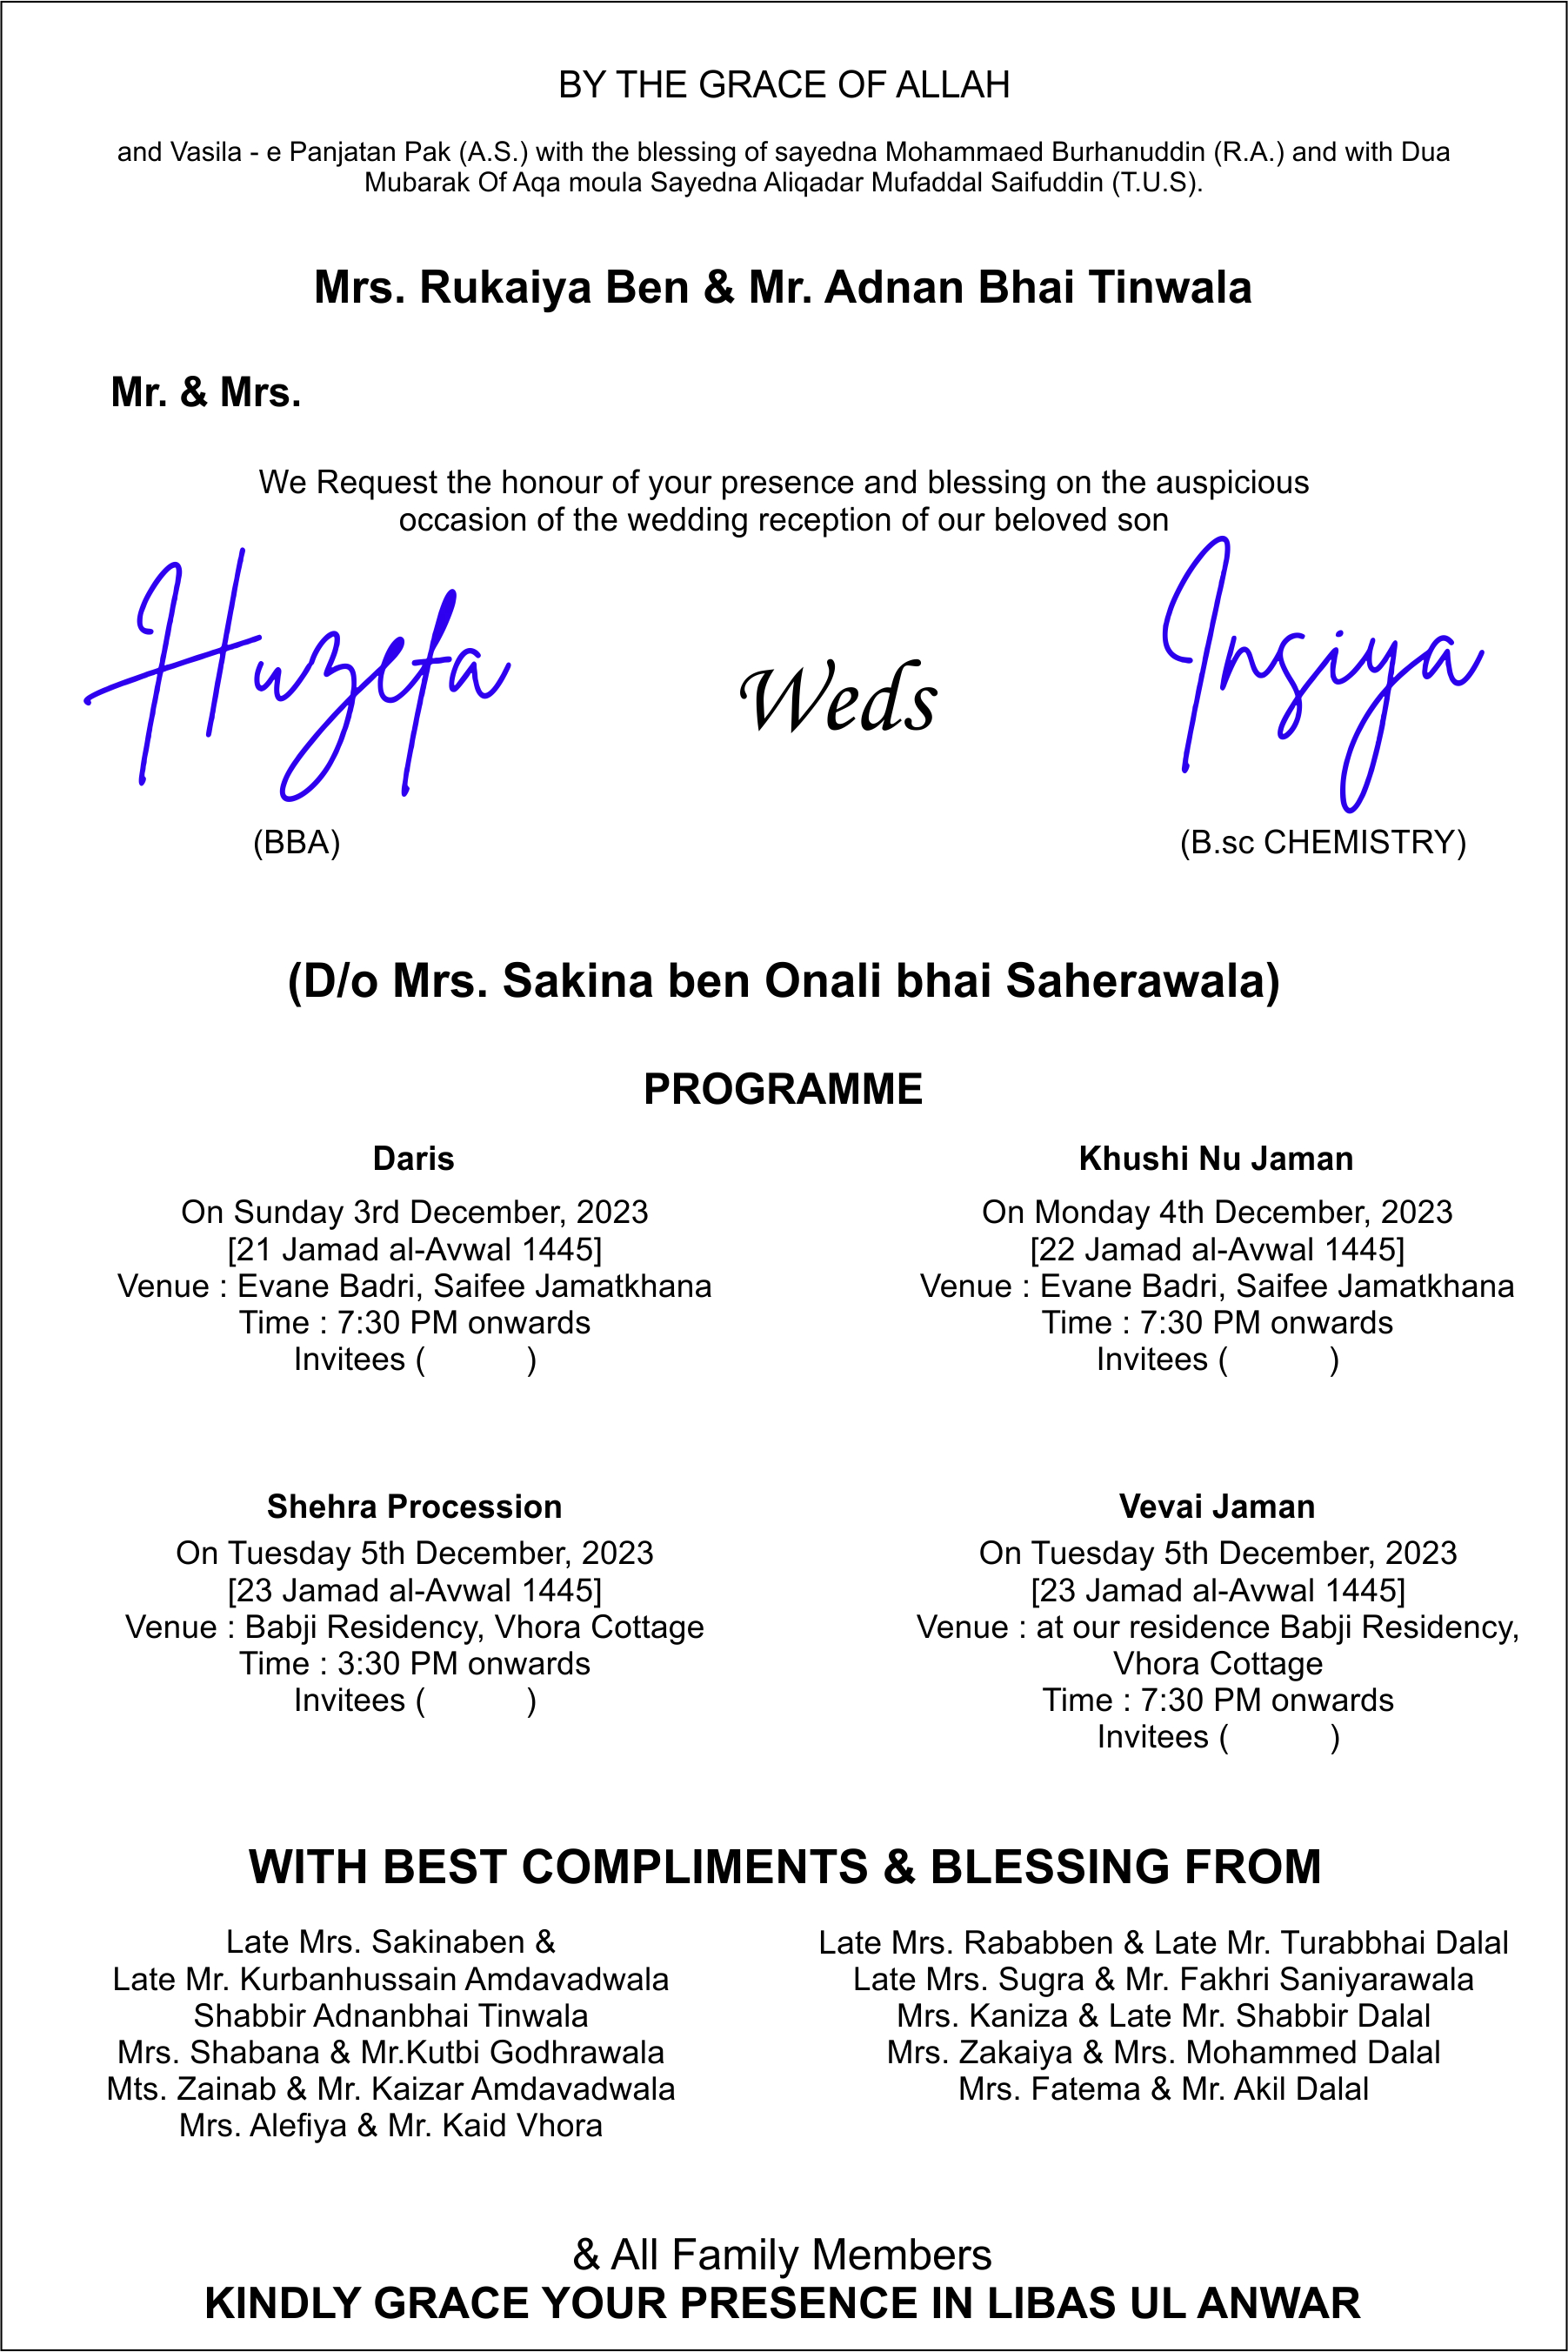 BY THE GRACE OF ALLAH
and Vasila - e Panjatan Pak (A.S.) with the blessing of sayedna Mohammaed Burhanuddin (R.A.) and with Dua
Mubarak Of Aqa moula Sayedna Aliqadar Mufaddal Saifuddin (T.U.S).
Mrs. Rukaiya Ben & Mr. Adnan Bhai Tinwala
Mr. & Mrs.
We Request the honour of your presence and blessing on the auspicious
occasion of the wedding reception of our beloved son
Huzefa Weds Insiya
(BBA) (B.sc CHEMISTRY)
(D/o Mrs. Sakina ben Onali bhai Saherawala)
PROGRAMME
Daris
On Sunday 3rd December, 2023
[21 Jamad al-Avwal 1445]
Venue : Evane Badri, Saifee Jamatkhana
Time : 7:30 PM onwards
Invitees ( )
Khushi Nu Jaman
On Monday 4th December, 2023
[22 Jamad al-Avwal 1445]
Venue : Evane Badri, Saifee Jamatkhana
Time : 7:30 PM onwards
Invitees ( )
Shehra Procession
On Tuesday 5th December, 2023
[23 Jamad al-Avwal 1445]
Venue : Babji Residency, Vhora Cottage
Time : 3:30 PM onwards
Invitees ( )
Vevai Jaman
On Tuesday 5th December, 2023
[23 Jamad al-Avwal 1445]
Venue : at our residence Babji Residency,
Vhora Cottage
Time : 7:30 PM onwards
Invitees ( )
WITH BEST COMPLIMENTS & BLESSING FROM
Late Mrs. Sakinaben &
Late Mr. Kurbanhussain Amdavadwala
Shabbir Adnanbhai Tinwala
Mrs. Shabana & Mr.Kutbi Godhrawala
Mts. Zainab & Mr. Kaizar Amdavadwala
Mrs. Alefiya & Mr. Kaid Vhora
Late Mrs. Rababben & Late Mr. Turabbhai Dalal
Late Mrs. Sugra & Mr. Fakhri Saniyarawala
Mrs. Kaniza & Late Mr. Shabbir Dalal
Mrs. Zakaiya & Mrs. Mohammed Dalal
Mrs. Fatema & Mr. Akil Dalal
& All Family Members
KINDLY GRACE YOUR PRESENCE IN LIBAS UL ANWAR